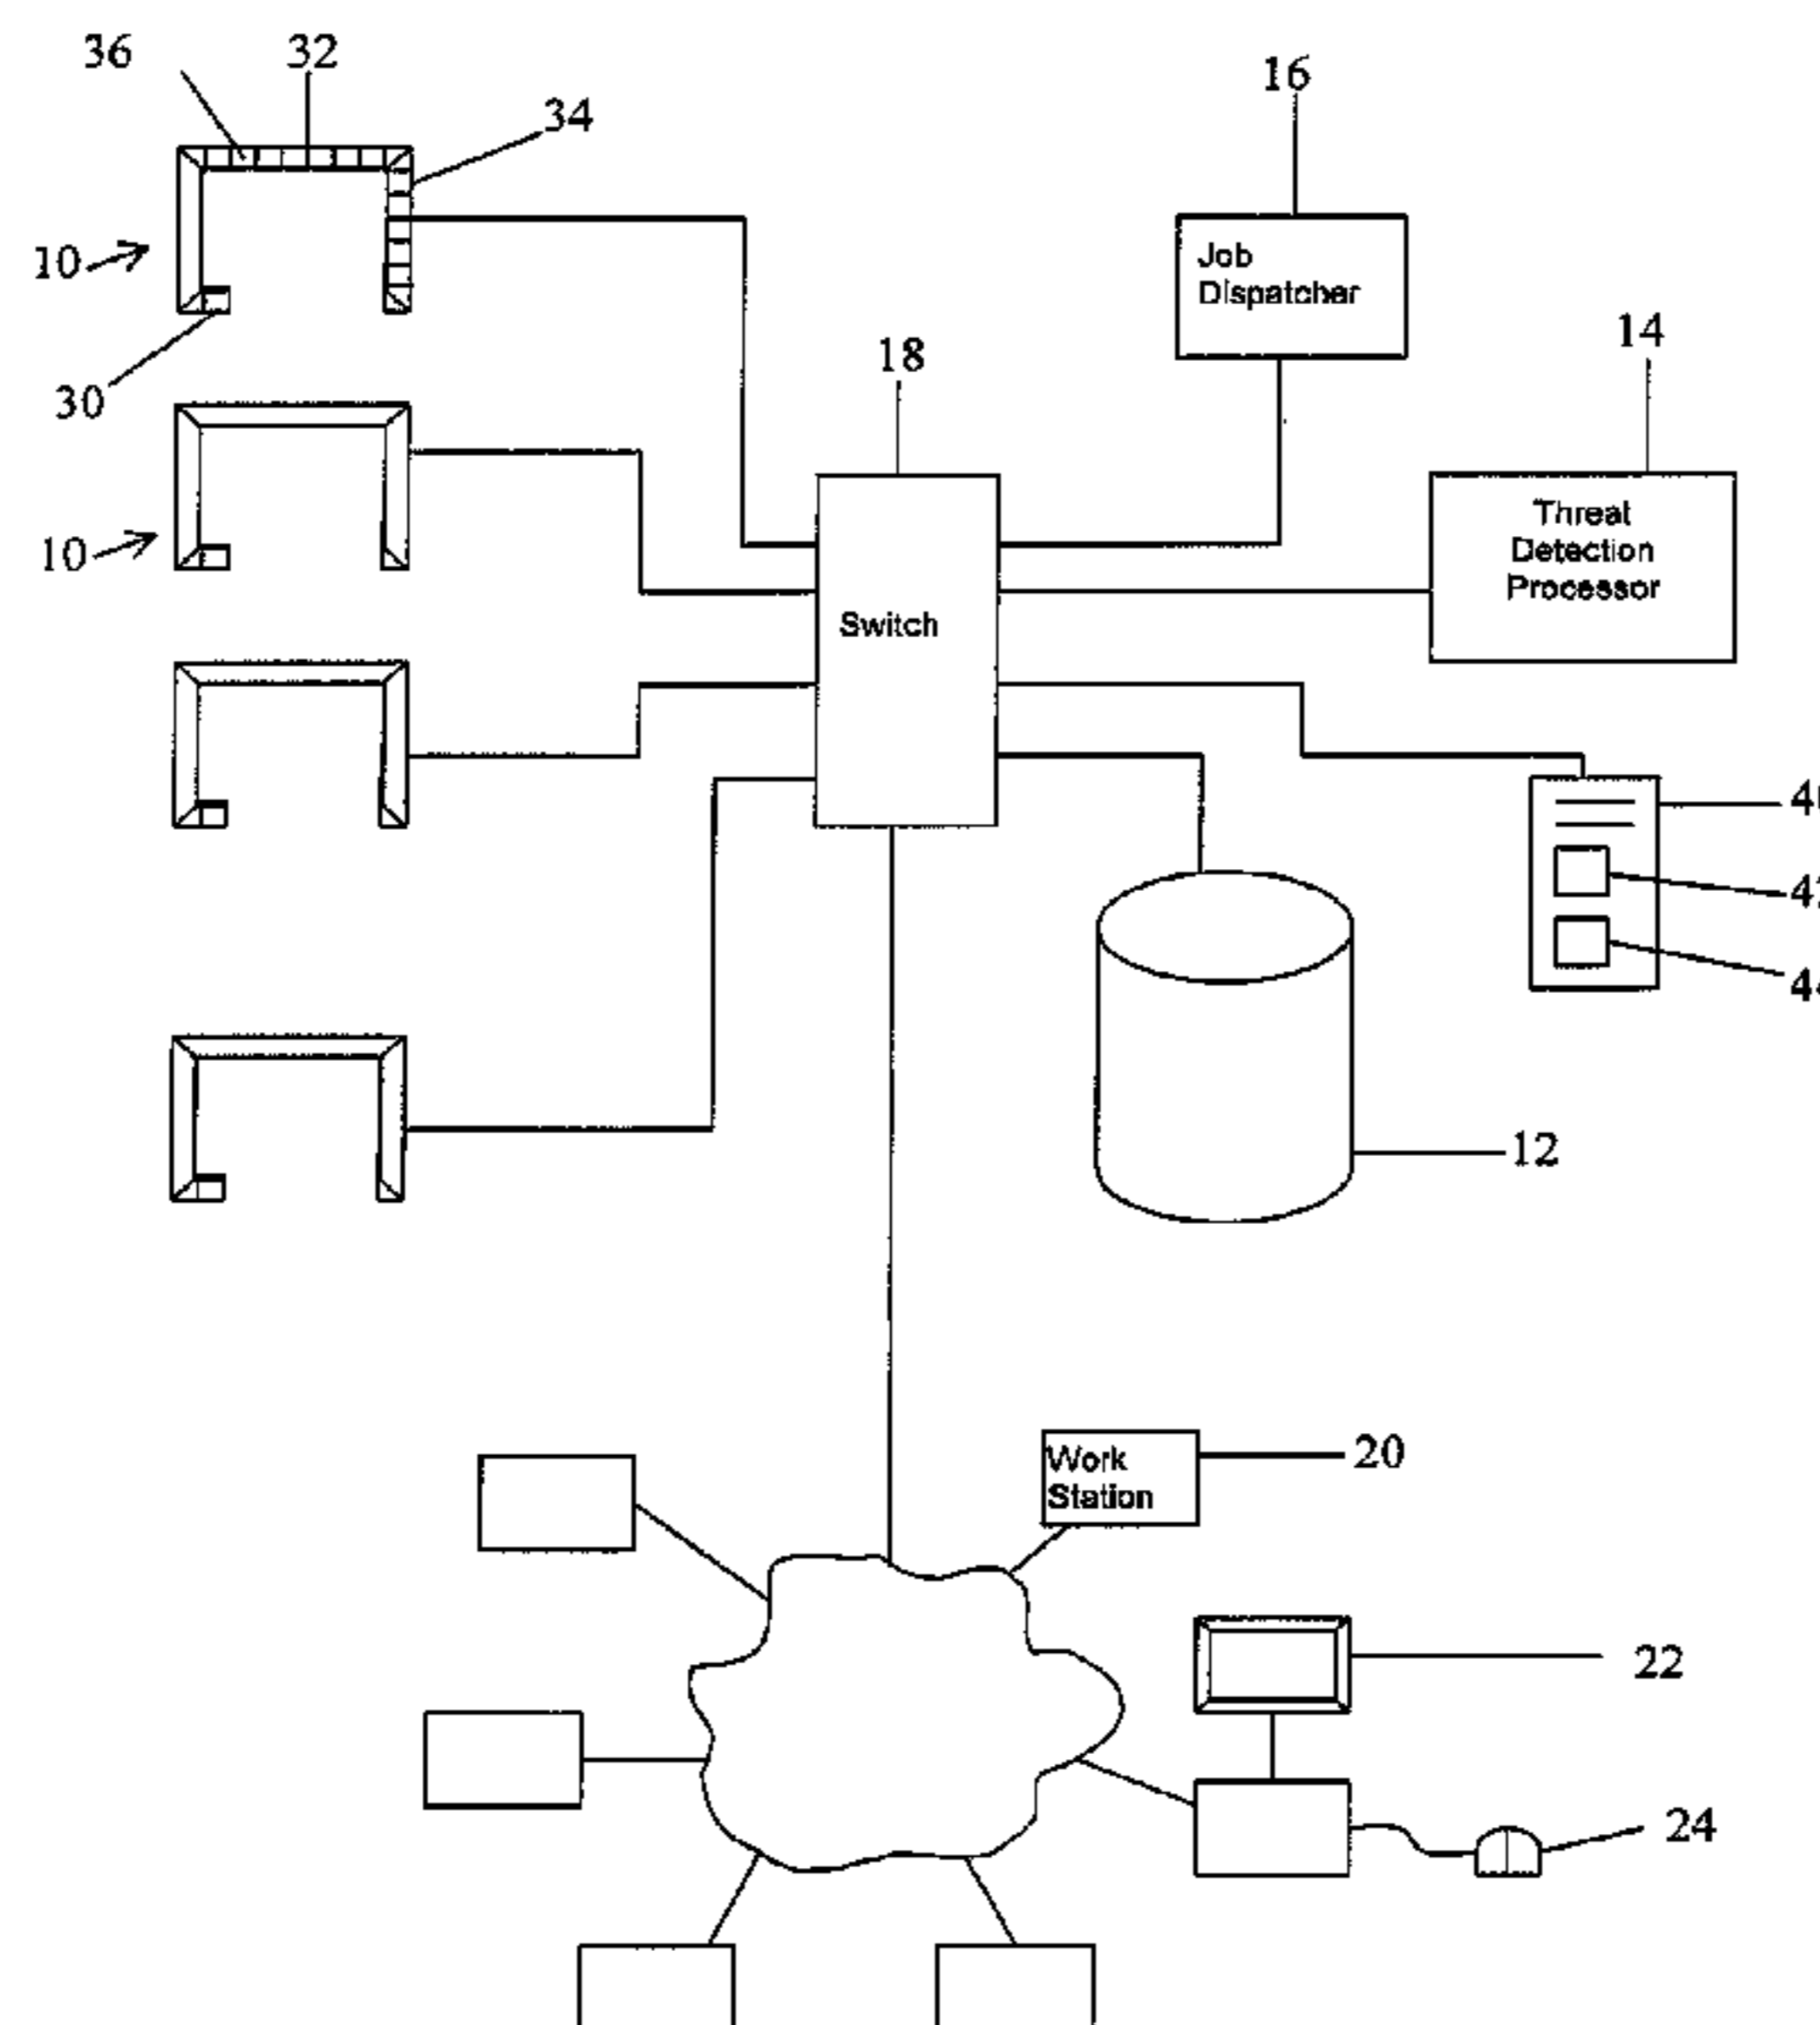 36
32
34
16
10
Job
Dispatcher
14
30
18
10
Threat
Detection
Processor
Switch
12
Work
Station
20
22
24